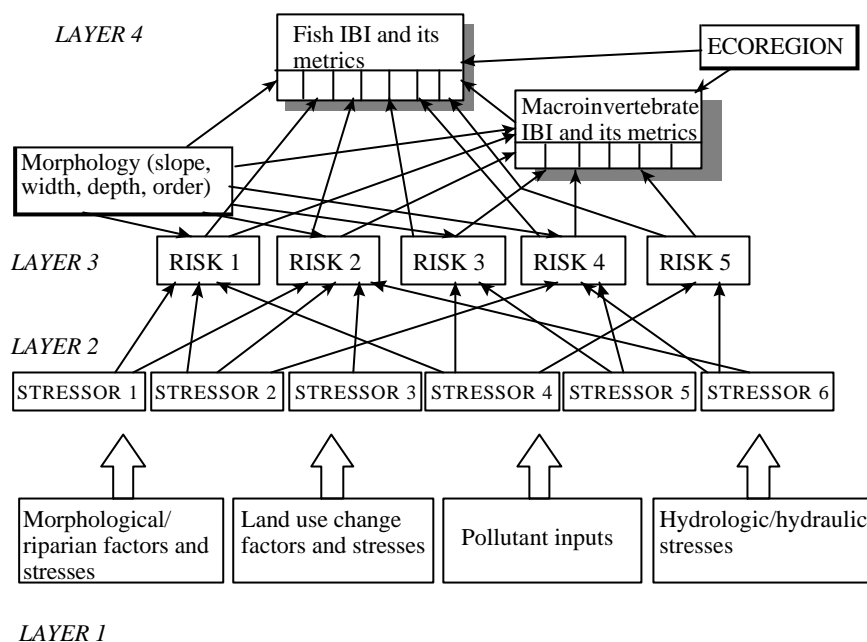 LAYER 4
Fish IBI and its
metrics
ECOREGION
Macroinvertebrate
IBI and its metrics
Morphology (slope,
width, depth, order)
LAYER 3
RISK 1
RISK 2
RISK 3
RISK 4
RISK 5
LAYER 2
STRESSOR 1
STRESSOR 2
STRESSOR 3
STRESSOR 4
STRESSOR 5
STRESSOR 6
Morphological/
riparian factors and
stresses
Land use change
factors and stresses
Pollutant inputs
Hydrologic/hydraulic
stresses
LAYER 1